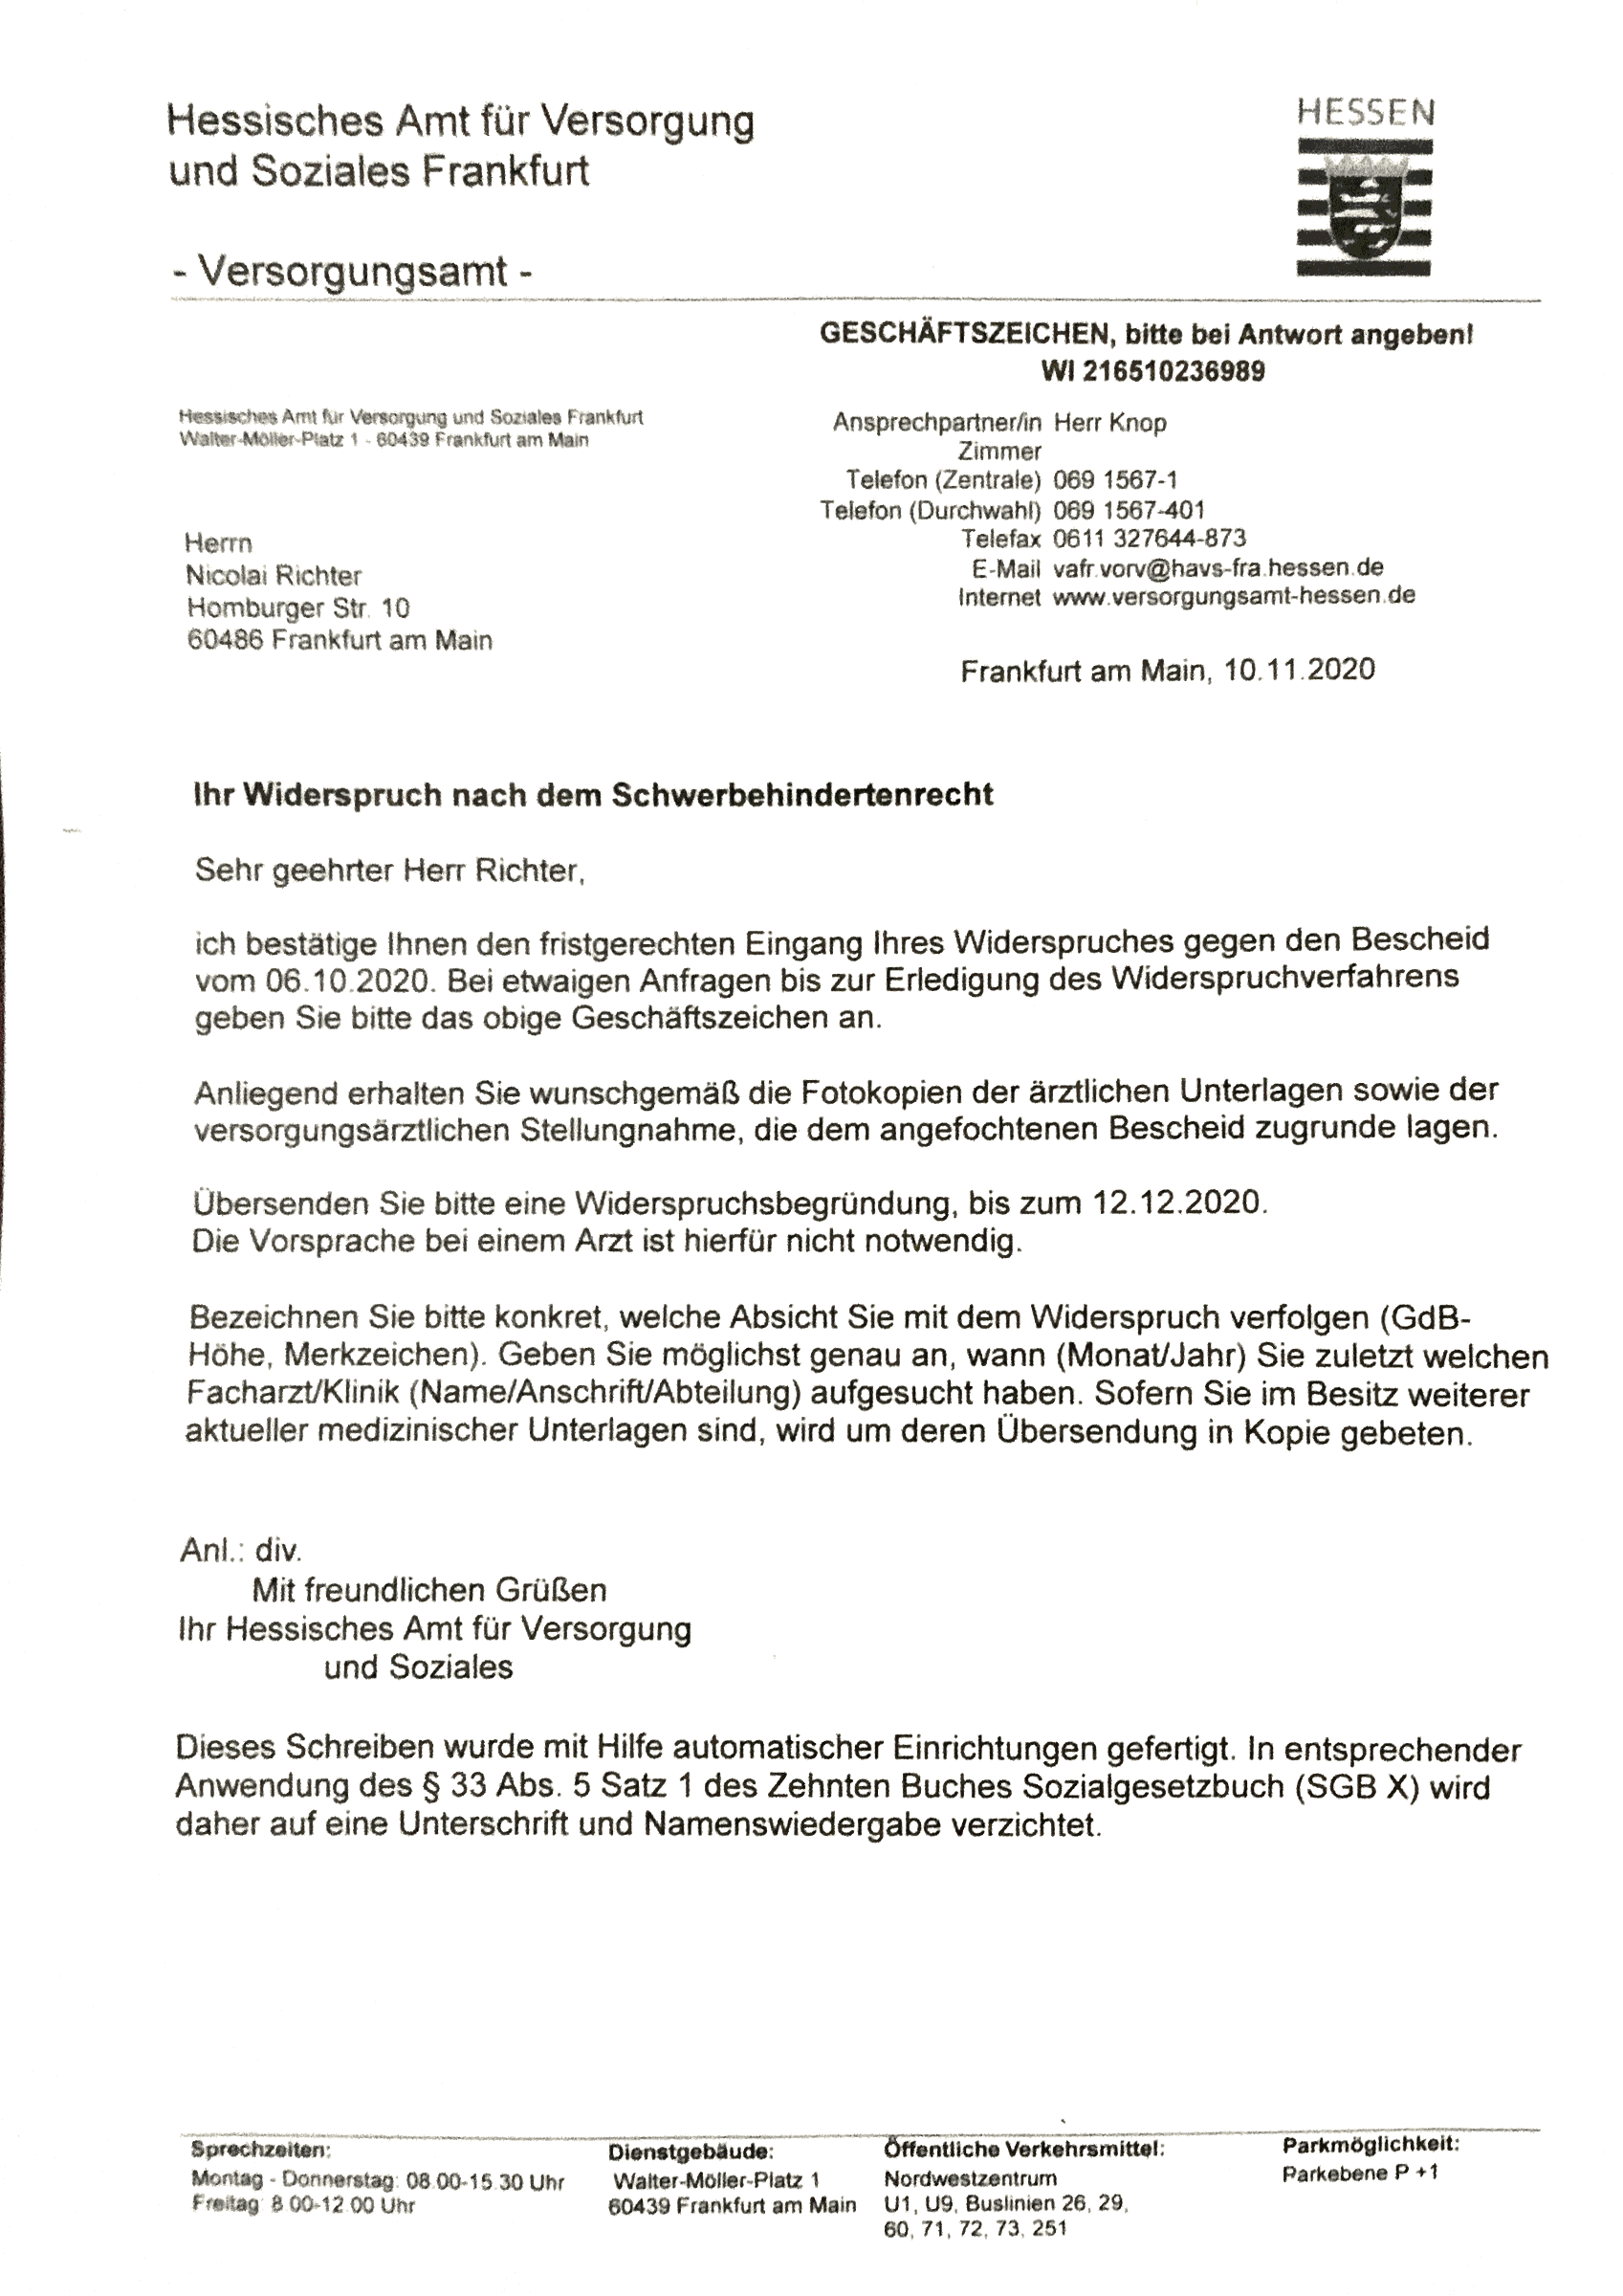 Hessisches Amt für Versorgung
und Soziales Frankfurt
- Versorgungsamt -
HESSEN
GESCHÄFTSZEICHEN, bitte bei Antwort angeben!
WI 216510236989
Hessisches Amt für Versorgung und Soziales Frankfurt
Walter-Möller-Platz 1 - 60439 Frankfurt am Main
Ansprechpartner/in Herr Knop
Zimmer
Telefon (Zentrale) 069 1567-1
Telefon (Durchwahl) 069 1567-401
Telefax 0611 327644-873
E-Mail vafr.vorv@havs-fra.hessen.de
Internet www.versorgungsamt-hessen.de
Herrn
Nicolai Richter
Homburger Str. 10
60486 Frankfurt am Main
Frankfurt am Main, 10.11.2020
Ihr Widerspruch nach dem Schwerbehindertenrecht
Sehr geehrter Herr Richter,
ich bestätige Ihnen den fristgerechten Eingang Ihres Widerspruches gegen den Bescheid
vom 06.10.2020. Bei etwaigen Anfragen bis zur Erledigung des Widerspruchverfahrens
geben Sie bitte das obige Geschäftszeichen an.
Anliegend erhalten Sie wunschgemäß die Fotokopien der ärztlichen Unterlagen sowie der
versorgungsärztlichen Stellungnahme, die dem angefochtenen Bescheid zugrunde lagen.
Übersenden Sie bitte eine Widerspruchsbegründung, bis zum 12.12.2020.
Die Vorsprache bei einem Arzt ist hierfür nicht notwendig.
Bezeichnen Sie bitte konkret, welche Absicht Sie mit dem Widerspruch verfolgen (GdB-
Höhe, Merkzeichen). Geben Sie möglichst genau an, wann (Monat/Jahr) Sie zuletzt welchen
Facharzt/Klinik (Name/Anschrift/Abteilung) aufgesucht haben. Sofern Sie im Besitz weiterer
aktueller medizinischer Unterlagen sind, wird um deren Übersendung in Kopie gebeten.
Anl.: div.
Mit freundlichen Grüßen
Ihr Hessisches Amt für Versorgung
und Soziales
Dieses Schreiben wurde mit Hilfe automatischer Einrichtungen gefertigt. In entsprechender
Anwendung des § 33 Abs. 5 Satz 1 des Zehnten Buches Sozialgesetzbuch (SGB X) wird
daher auf eine Unterschrift und Namenswiedergabe verzichtet.
Sprechzeiten:
Montag - Donnerstag: 08.00-15.30 Uhr
Freitag: 8.00-12.00 Uhr
Dienstgebäude:
Walter-Möller-Platz 1
60439 Frankfurt am Main
Öffentliche Verkehrsmittel:
Nordwestzentrum
U1, U9, Buslinien 26, 29,
60, 71, 72, 73, 251
Parkmöglichkeit:
Parkebene P +1